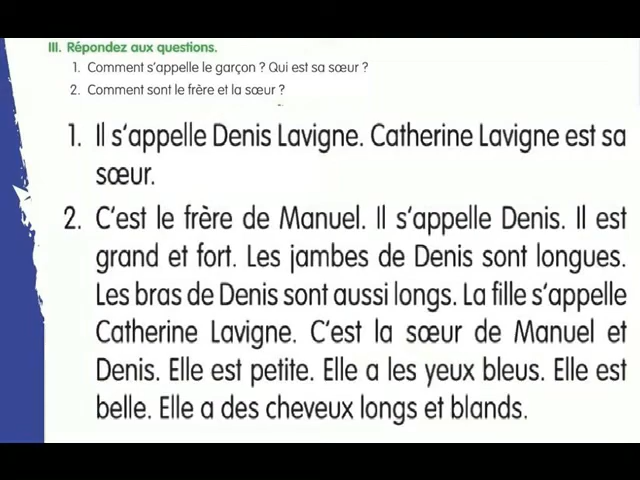 III. Répondez aux questions.
1. Comment s'appelle le garçon ? Qui est sa sœur ?
2. Comment sont le frère et la sœur ?
1. Il s'appelle Denis Lavigne. Catherine Lavigne est sa
sœur.
2. C'est le frère de Manuel. Il s'appelle Denis. Il est
grand et fort. Les jambes de Denis sont longues.
Les bras de Denis sont aussi longs. La fille s'appelle
Catherine Lavigne. C'est la sœur de Manuel et
Denis. Elle est petite. Elle a les yeux bleus. Elle est
belle. Elle a des cheveux longs et blands.